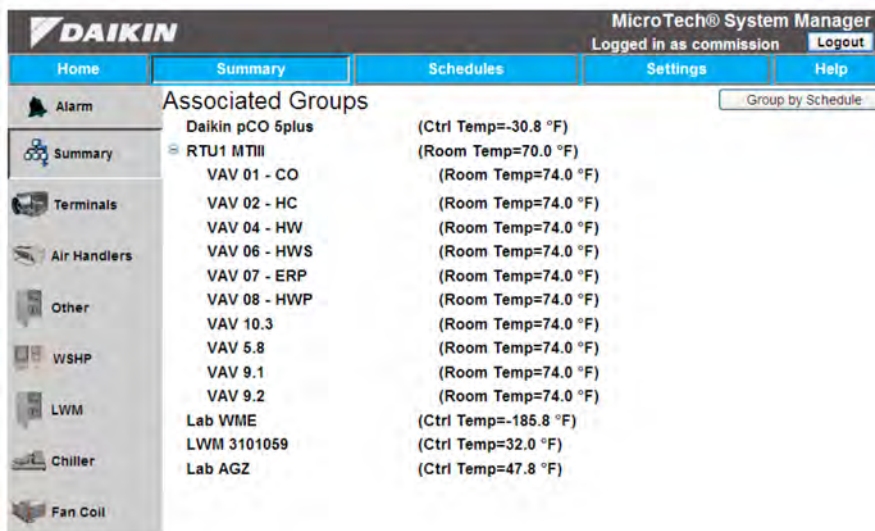 DAIKIN
MicroTech® System Manager
Logged in as commission Logout
Home Summary Schedules Settings Help
Alarm
Summary
Terminals
Air Handlers
Other
WSHP
LWM
Chiller
Fan Coil
Associated Groups Group by Schedule
Daikin pCO 5plus (Ctrl Temp=-30.8 °F)
RTU1 MTIII (Room Temp=70.0 °F)
VAV 01 - CO (Room Temp=74.0 °F)
VAV 02 - HC (Room Temp=74.0 °F)
VAV 04 - HW (Room Temp=74.0 °F)
VAV 06 - HWS (Room Temp=74.0 °F)
VAV 07 - ERP (Room Temp=74.0 °F)
VAV 08 - HWP (Room Temp=74.0 °F)
VAV 10.3 (Room Temp=74.0 °F)
VAV 5.8 (Room Temp=74.0 °F)
VAV 9.1 (Room Temp=74.0 °F)
VAV 9.2 (Room Temp=74.0 °F)
Lab WME (Ctrl Temp=-185.8 °F)
LWM 3101059 (Ctrl Temp=32.0 °F)
Lab AGZ (Ctrl Temp=47.8 °F)